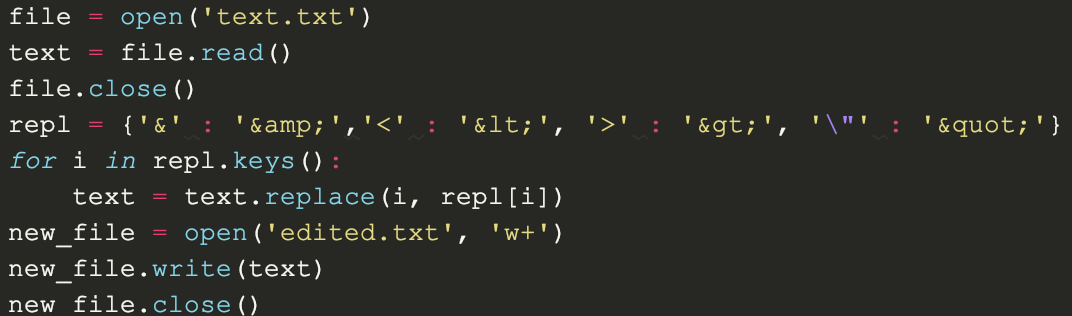 file = open('text.txt')
text = file.read()
file.close()
repl = {'&' : '&amp;','<' : '&lt;', '>' : '&gt;', '\"' : '&quot;'}
for i in repl.keys():
    text = text.replace(i, repl[i])
new_file = open('edited.txt', 'w+')
new_file.write(text)
new_file.close()